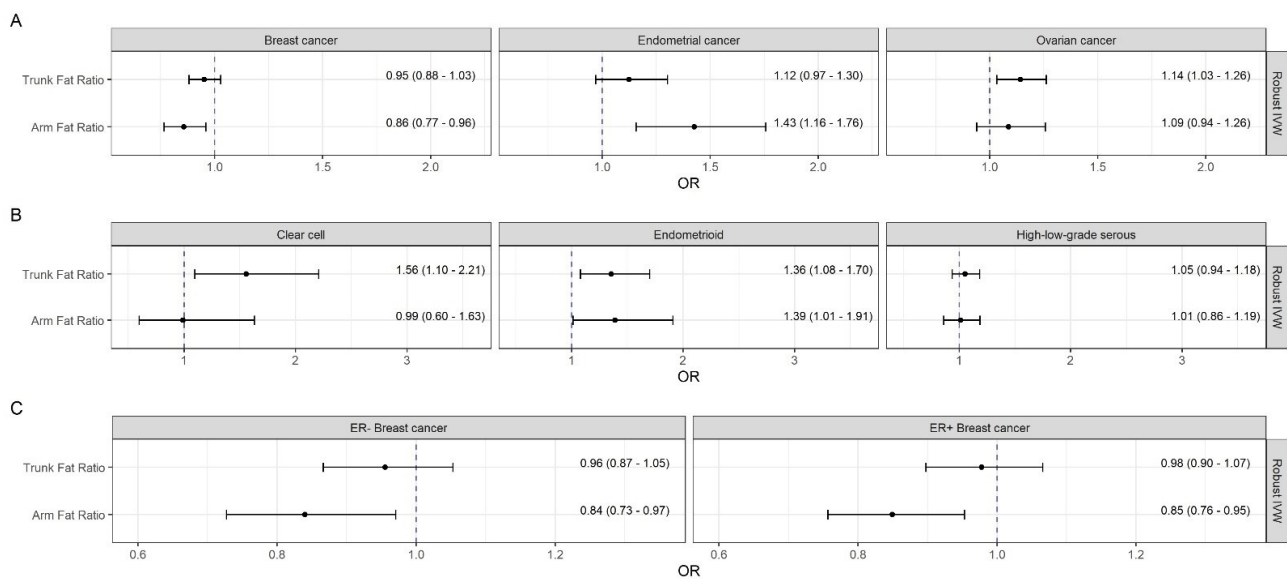 A
Breast cancer
Endometrial cancer
Ovarian cancer
Trunk Fat Ratio
0.95 (0.88 - 1.03)
1.12 (0.97 - 1.30)
1.14 (1.03 - 1.26)
Arm Fat Ratio
0.86 (0.77 - 0.96)
1.43 (1.16 - 1.76)
1.09 (0.94 - 1.26)
Robust IVW
1.0 1.5 2.0
1.0 1.5 2.0
1.0 1.5 2.0
OR
B
Clear cell
Endometrioid
High-low-grade serous
Trunk Fat Ratio
1.56 (1.10 - 2.21)
1.36 (1.08 - 1.70)
1.05 (0.94 - 1.18)
Arm Fat Ratio
0.99 (0.60 - 1.63)
1.39 (1.01 - 1.91)
1.01 (0.86 - 1.19)
Robust IVW
1 2 3
1 2 3
1 2 3
OR
C
ER- Breast cancer
ER+ Breast cancer
Trunk Fat Ratio
0.96 (0.87 - 1.05)
0.98 (0.90 - 1.07)
Arm Fat Ratio
0.84 (0.73 - 0.97)
0.85 (0.76 - 0.95)
Robust IVW
0.6 0.8 1.0 1.2
0.6 0.8 1.0 1.2
OR